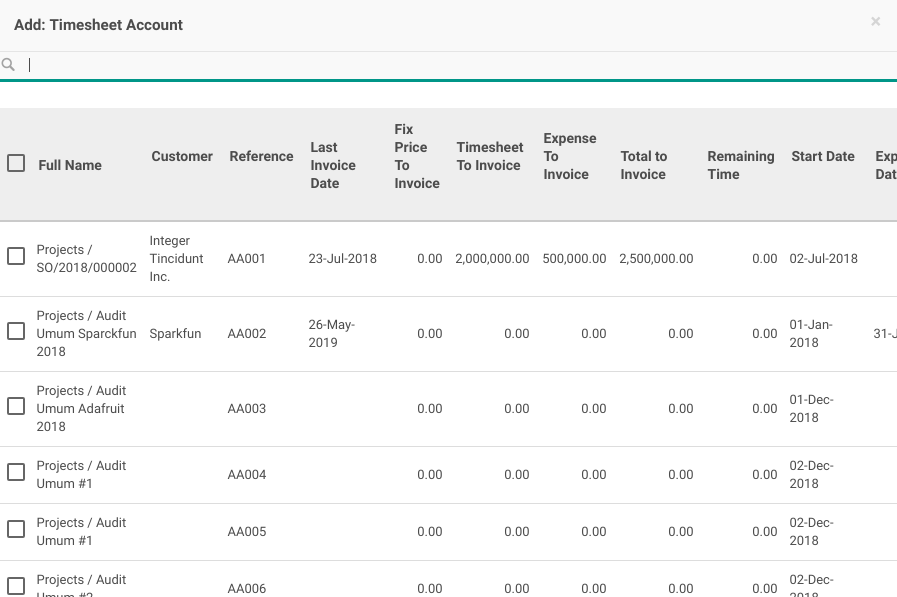 Add: Timesheet Account
×
Full Name
Customer
Reference
Last
Invoice
Date
Fix
Price
To
Invoice
Timesheet
To Invoice
Expense
To
Invoice
Total to
Invoice
Remaining
Time
Start Date
Exp
Dat
Projects /
SO/2018/000002
Integer
Tincidunt
Inc.
AA001
23-Jul-2018
0.00
2,000,000.00
500,000.00
2,500,000.00
0.00
02-Jul-2018
Projects / Audit
Umum Sparckfun
2018
Sparkfun
AA002
26-May-
2019
0.00
0.00
0.00
0.00
0.00
01-Jan-
2018
31-J
Projects / Audit
Umum Adafruit
2018
AA003
0.00
0.00
0.00
0.00
0.00
01-Dec-
2018
Projects / Audit
Umum #1
AA004
0.00
0.00
0.00
0.00
0.00
02-Dec-
2018
Projects / Audit
Umum #1
AA005
0.00
0.00
0.00
0.00
0.00
02-Dec-
2018
Projects / Audit
Umum #2
AA006
0.00
0.00
0.00
0.00
0.00
02-Dec-
2018